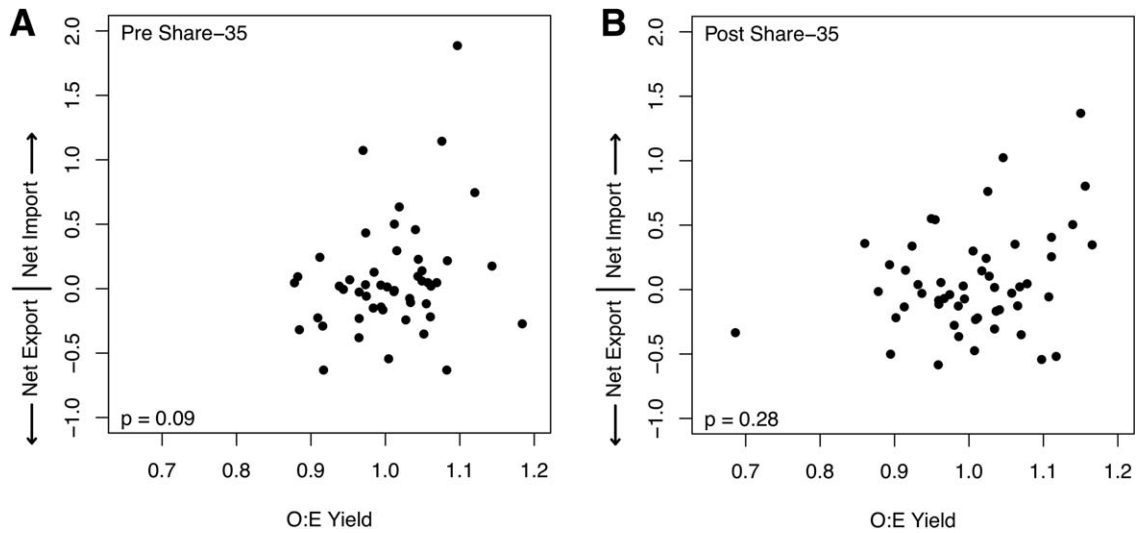 A
Pre Share−35
2.0
1.5
1.0
0.5
0.0
−0.5
−1.0
Net Export | Net Import
p = 0.09
0.7 0.8 0.9 1.0 1.1 1.2
O:E Yield
B
Post Share−35
2.0
1.5
1.0
0.5
0.0
−0.5
−1.0
Net Export | Net Import
p = 0.28
0.7 0.8 0.9 1.0 1.1 1.2
O:E Yield